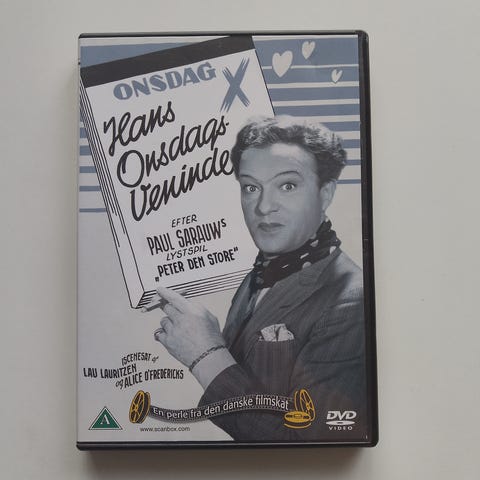 ONSDAG
X
Hans
Onsdags-
Veninde
EFTER
PAUL SARAUW's
LYSTSPIL
„PETER DEN STORE"
ISCENESAT af
LAU LAURITZEN
og ALICE O'FREDERICKS
En perle fra den danske filmskat
A
www.scanbox.com
DVD
VIDEO